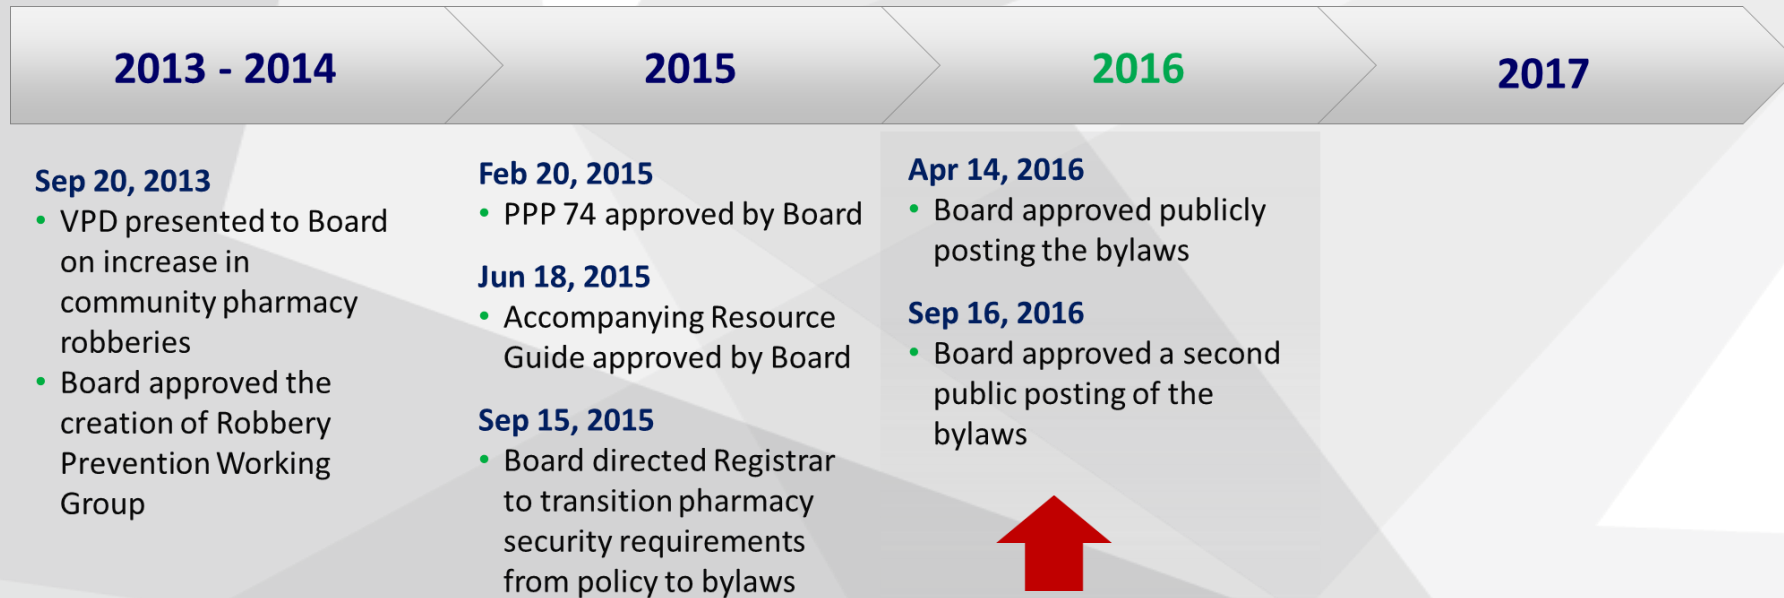 2013 - 2014
2015
2016
2017
Sep 20, 2013
• VPD presented to Board
on increase in
community pharmacy
robberies
• Board approved the
creation of Robbery
Prevention Working
Group
Feb 20, 2015
• PPP 74 approved by Board
Jun 18, 2015
• Accompanying Resource
Guide approved by Board
Sep 15, 2015
• Board directed Registrar
to transition pharmacy
security requirements
from policy to bylaws
Apr 14, 2016
• Board approved publicly
posting the bylaws
Sep 16, 2016
• Board approved a second
public posting of the
bylaws